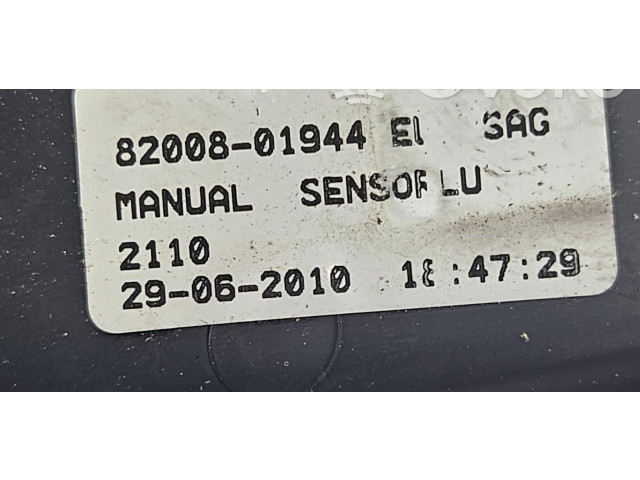 82008-01944 SAG
MANUAL SENSOR LU
2110
29-06-2010 18:47:29